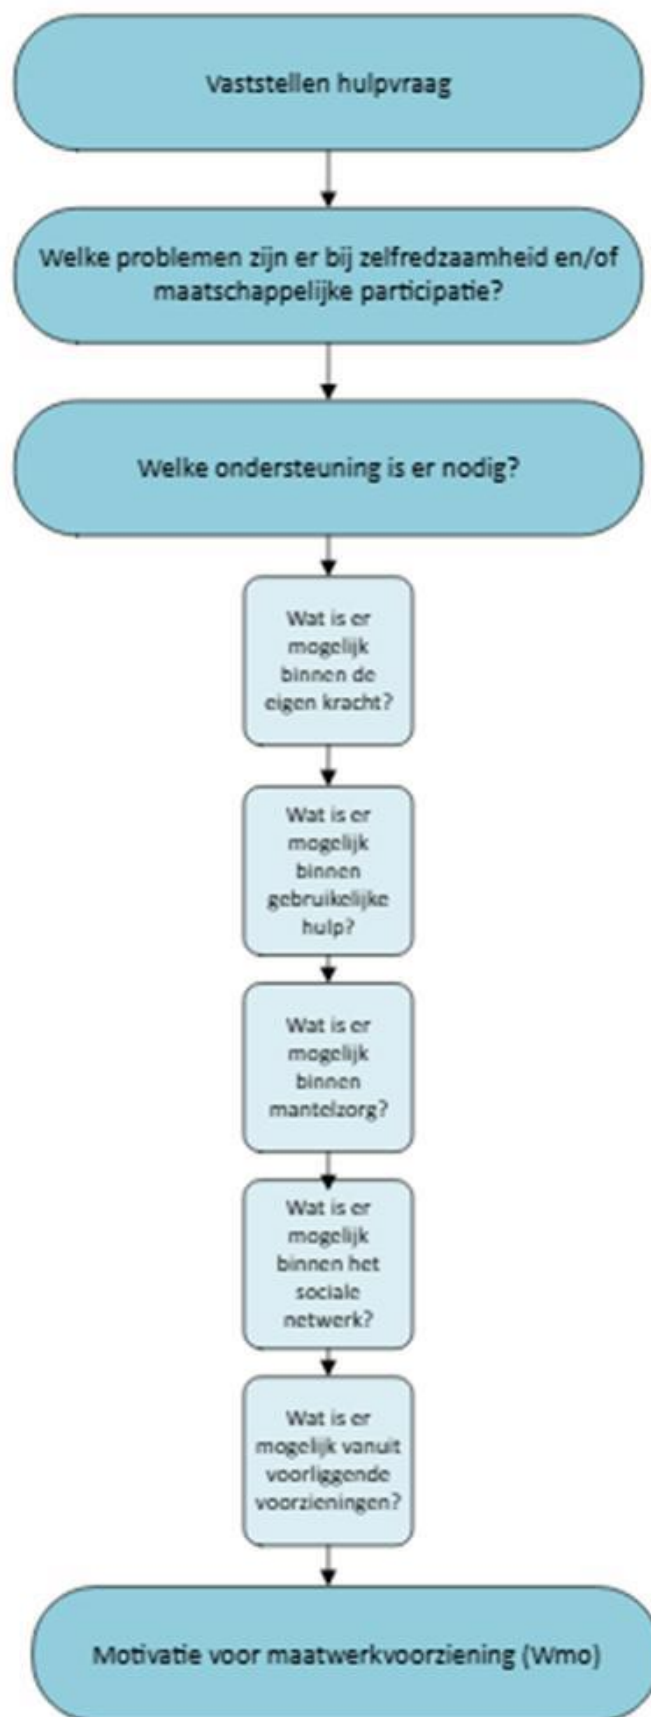 Vaststellen hulpvraag
Welke problemen zijn er bij zelfredzaamheid en/of
maatschappelijke participatie?
Welke ondersteuning is er nodig?
Wat is er
mogelijk
binnen de
eigen kracht?
Wat is er
mogelijk
binnen
gebruikelijke
hulp?
Wat is er
mogelijk
binnen
mantelzorg?
Wat is er
mogelijk
binnen het
sociale
netwerk?
Wat is er
mogelijk vanuit
voorliggende
voorzieningen?
Motivatie voor maatwerkvoorziening (Wmo)